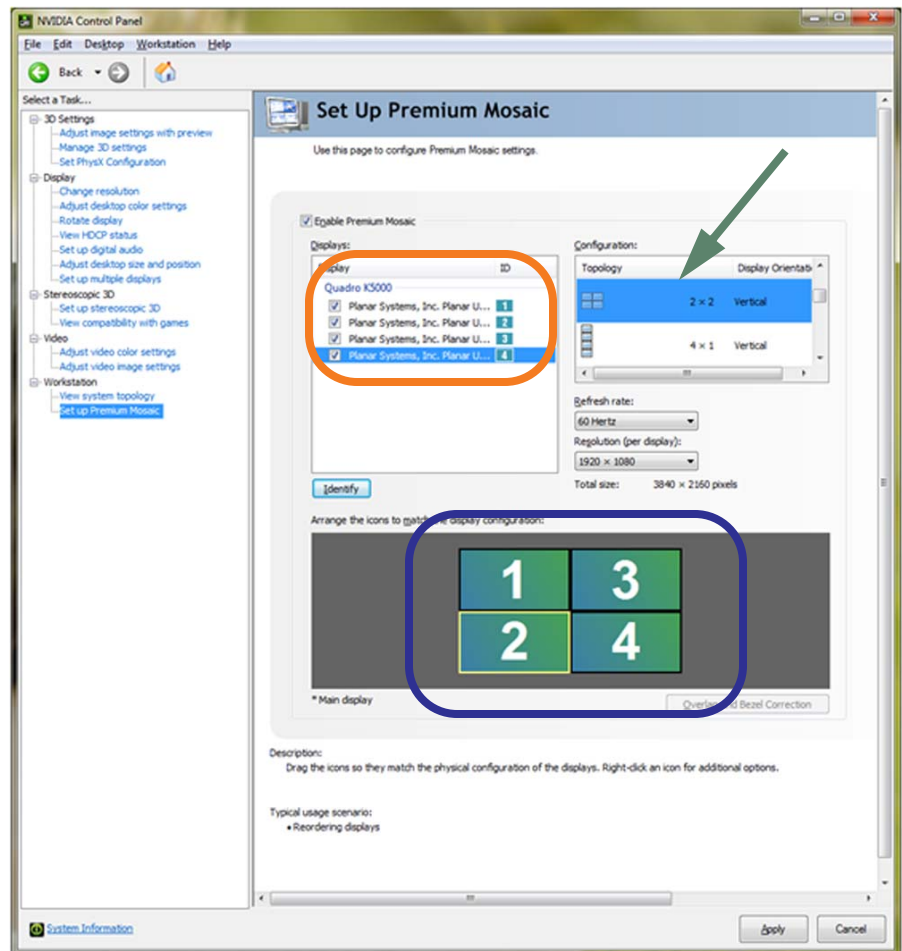 NVIDIA Control Panel
File Edit Desktop Workstation Help
Back
Select a Task...
3D Settings
Adjust image settings with preview
Manage 3D settings
Set PhysX Configuration
Display
Change resolution
Adjust desktop color settings
Rotate display
View HDCP status
Set up digital audio
Adjust desktop size and position
Set up multiple displays
Stereoscopic 3D
Set up stereoscopic 3D
View compatibility with games
Video
Adjust video color settings
Adjust video image settings
Workstation
View system topology
Set up Premium Mosaic
Set Up Premium Mosaic
Use this page to configure Premium Mosaic settings.
Enable Premium Mosaic
Displays:
Display ID
Quadro K5000
Planar Systems, Inc. Planar U... 1
Planar Systems, Inc. Planar U... 2
Planar Systems, Inc. Planar U... 3
Planar Systems, Inc. Planar U... 4
Identify
Configuration:
Topology Display Orientati
2 × 2 Vertical
4 × 1 Vertical
Refresh rate:
60 Hertz
Resolution (per display):
1920 × 1080
Total size: 3840 × 2160 pixels
Arrange the icons to match the display configuration:
1 3
2 4
* Main display
Overlap and Bezel Correction
Description:
Drag the icons so they match the physical configuration of the displays. Right-click an icon for additional options.
Typical usage scenario:
• Reordering displays
System Information
Apply Cancel